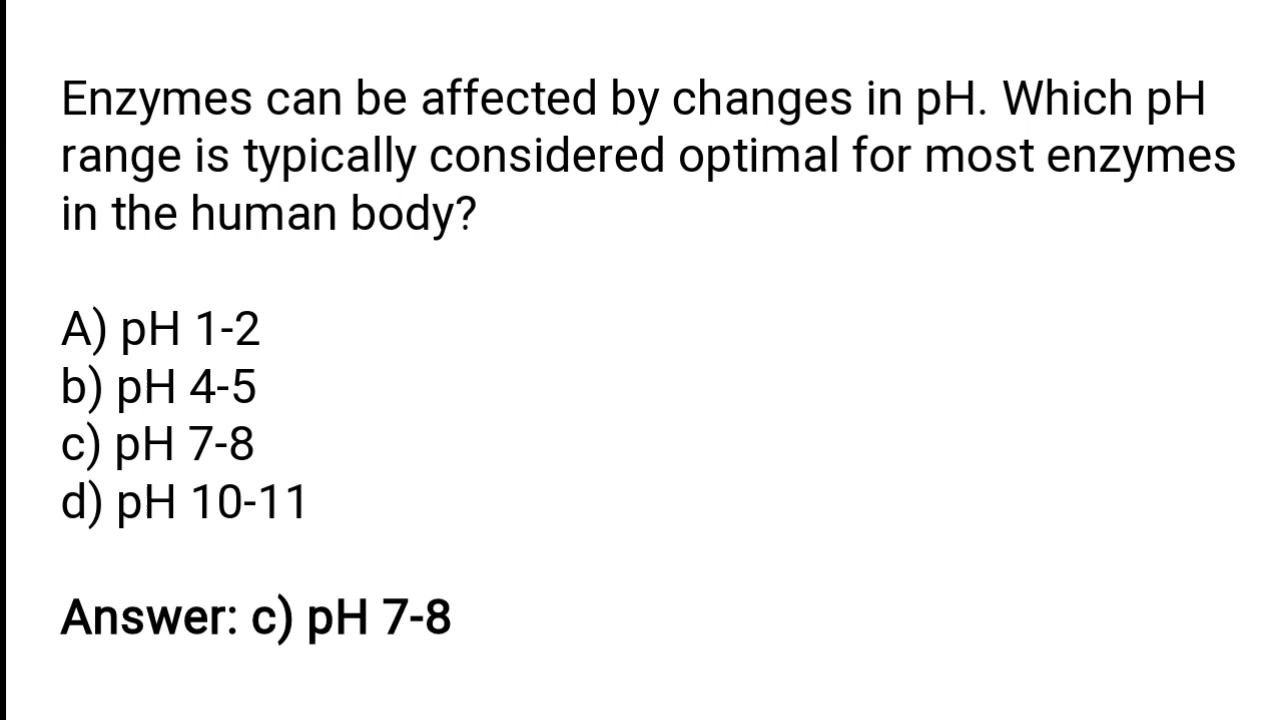 Enzymes can be affected by changes in pH. Which pH
range is typically considered optimal for most enzymes
in the human body?
A) pH 1-2
b) pH 4-5
c) pH 7-8
d) pH 10-11
Answer: c) pH 7-8